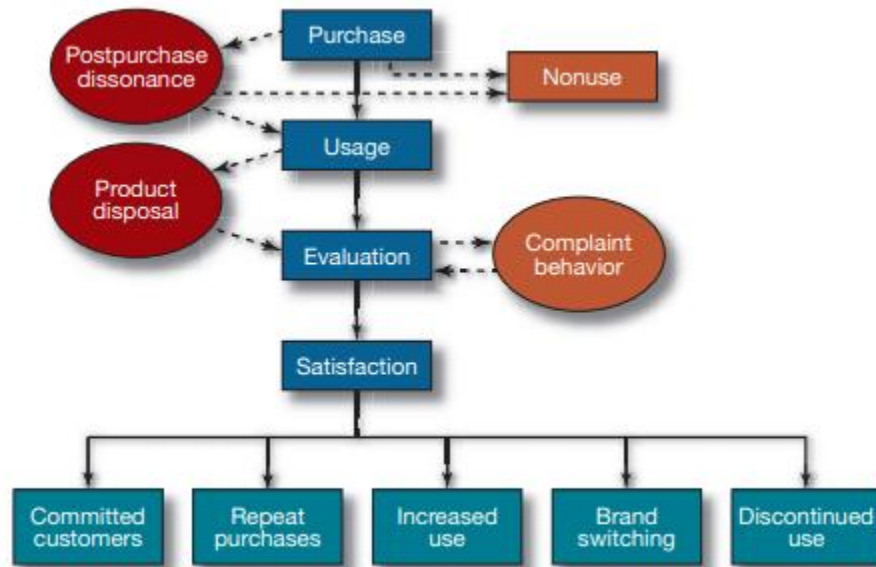 Purchase
Postpurchase
dissonance
Nonuse
Usage
Product
disposal
Evaluation
Complaint
behavior
Satisfaction
Committed
customers
Repeat
purchases
Increased
use
Brand
switching
Discontinued
use